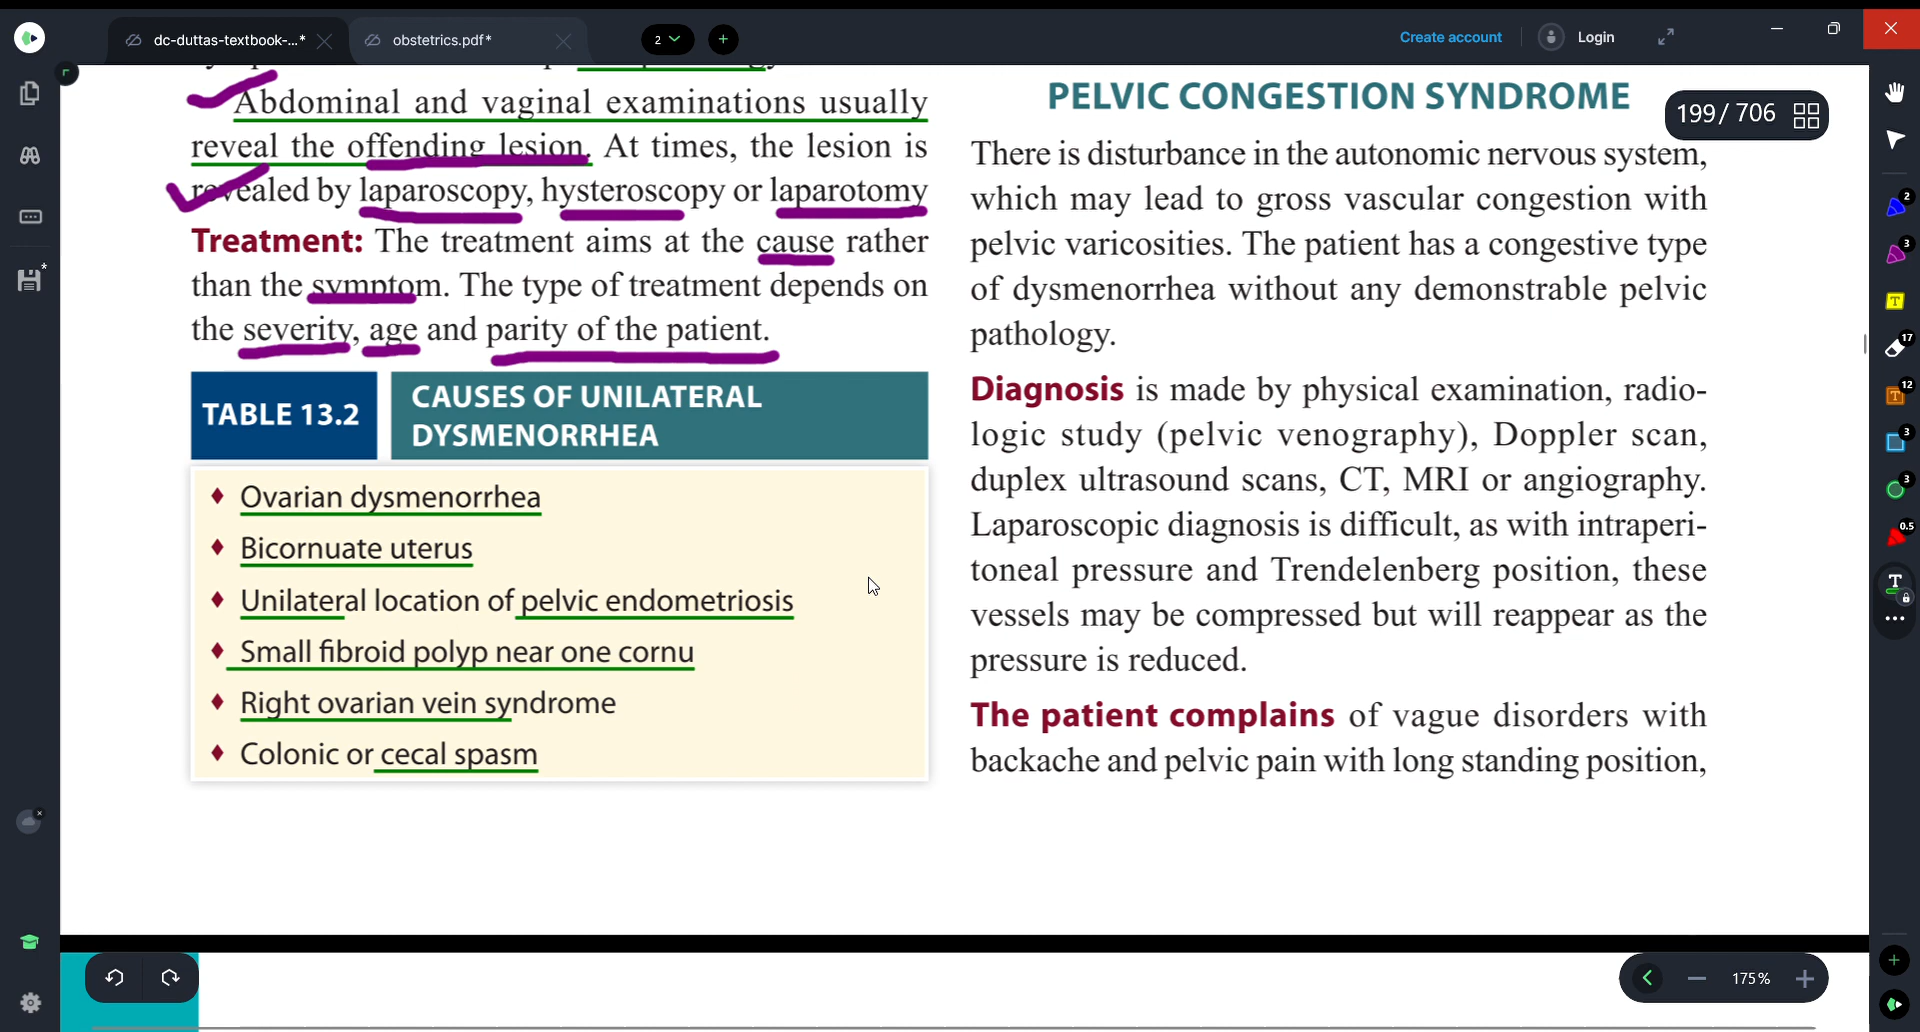 dc-duttas-textbook-...*
obstetrics.pdf*
2
Create account
Login
199/ 706
Abdominal and vaginal examinations usually
reveal the offending lesion. At times, the lesion is
revealed by laparoscopy, hysteroscopy or laparotomy
Treatment: The treatment aims at the cause rather
than the symptom. The type of treatment depends on
the severity, age and parity of the patient.
TABLE 13.2
CAUSES OF UNILATERAL
DYSMENORRHEA
♦ Ovarian dysmenorrhea
♦ Bicornuate uterus
♦ Unilateral location of pelvic endometriosis
♦ Small fibroid polyp near one cornu
♦ Right ovarian vein syndrome
♦ Colonic or cecal spasm
PELVIC CONGESTION SYNDROME
There is disturbance in the autonomic nervous system,
which may lead to gross vascular congestion with
pelvic varicosities. The patient has a congestive type
of dysmenorrhea without any demonstrable pelvic
pathology.
Diagnosis is made by physical examination, radio-
logic study (pelvic venography), Doppler scan,
duplex ultrasound scans, CT, MRI or angiography.
Laparoscopic diagnosis is difficult, as with intraperi-
toneal pressure and Trendelenberg position, these
vessels may be compressed but will reappear as the
pressure is reduced.
The patient complains of vague disorders with
backache and pelvic pain with long standing position,
2
3
T
17
12
T
3
3
0.5
T
175%